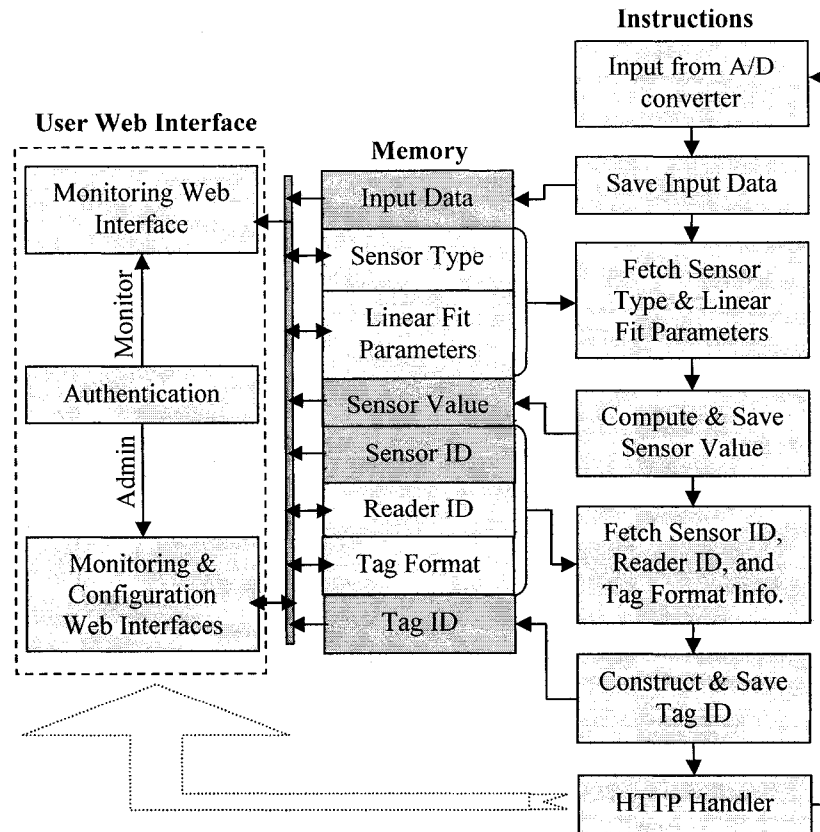 User Web Interface
Monitoring Web
Interface
Monitor
Authentication
Admin
Monitoring &
Configuration
Web Interfaces
Memory
Input Data
Sensor Type
Linear Fit
Parameters
Sensor Value
Sensor ID
Reader ID
Tag Format
Tag ID
Instructions
Input from A/D
converter
Save Input Data
Fetch Sensor
Type & Linear
Fit Parameters
Compute & Save
Sensor Value
Fetch Sensor ID,
Reader ID, and
Tag Format Info.
Construct & Save
Tag ID
HTTP Handler